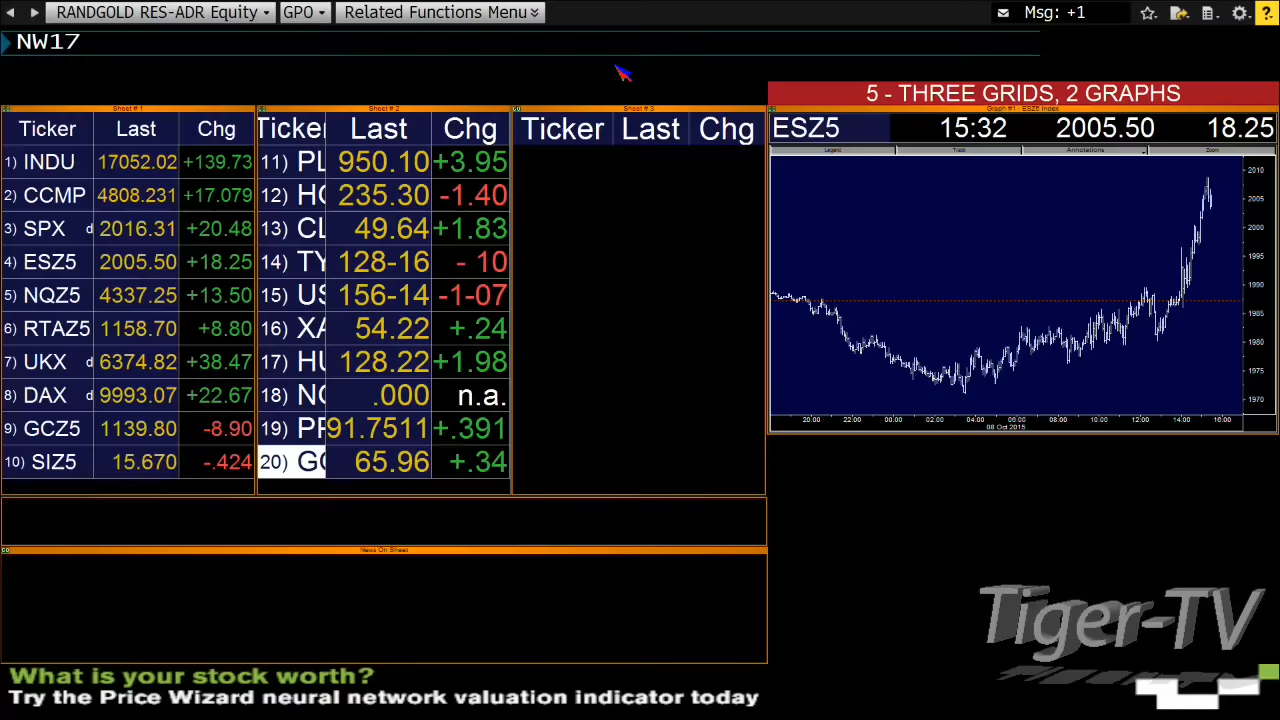 RANDGOLD RES-ADR Equity GPO Related Functions Menu Msg: +1 ?
NW17
5 - THREE GRIDS, 2 GRAPHS
Sheet # 1 Sheet # 2 Sheet # 3 Graph #1 - ESZ5 Index
Ticker Last Chg
1) INDU 17052.02 +139.73
2) CCMP 4808.231 +17.079
3) SPX d 2016.31 +20.48
4) ESZ5 2005.50 +18.25
5) NQZ5 4337.25 +13.50
6) RTAZ5 1158.70 +8.80
7) UKX d 6374.82 +38.47
8) DAX d 9993.07 +22.67
9) GCZ5 1139.80 -8.90
10) SIZ5 15.670 -.424
Ticker Last Chg
11) PL 950.10 +3.95
12) HG 235.30 -1.40
13) CL 49.64 +1.83
14) TY 128-16 - 10
15) US 156-14 -1-07
16) XA 54.22 +.24
17) HU 128.22 +1.98
18) .000 n.a.
19) 91.7511 +.391
20) 65.96 +.34
Ticker Last Chg
ESZ5 15:32 2005.50 18.25
Legend Track Annotations Zoom
2010
2005
2000
1995
1990
1985
1980
1975
1970
20:00 22:00 00:00 02:00 04:00 06:00 08:00 10:00 12:00 14:00 16:00
08 Oct 2015
News On Sheet
Tiger-TV
What is your stock worth?
Try the Price Wizard neural network valuation indicator today